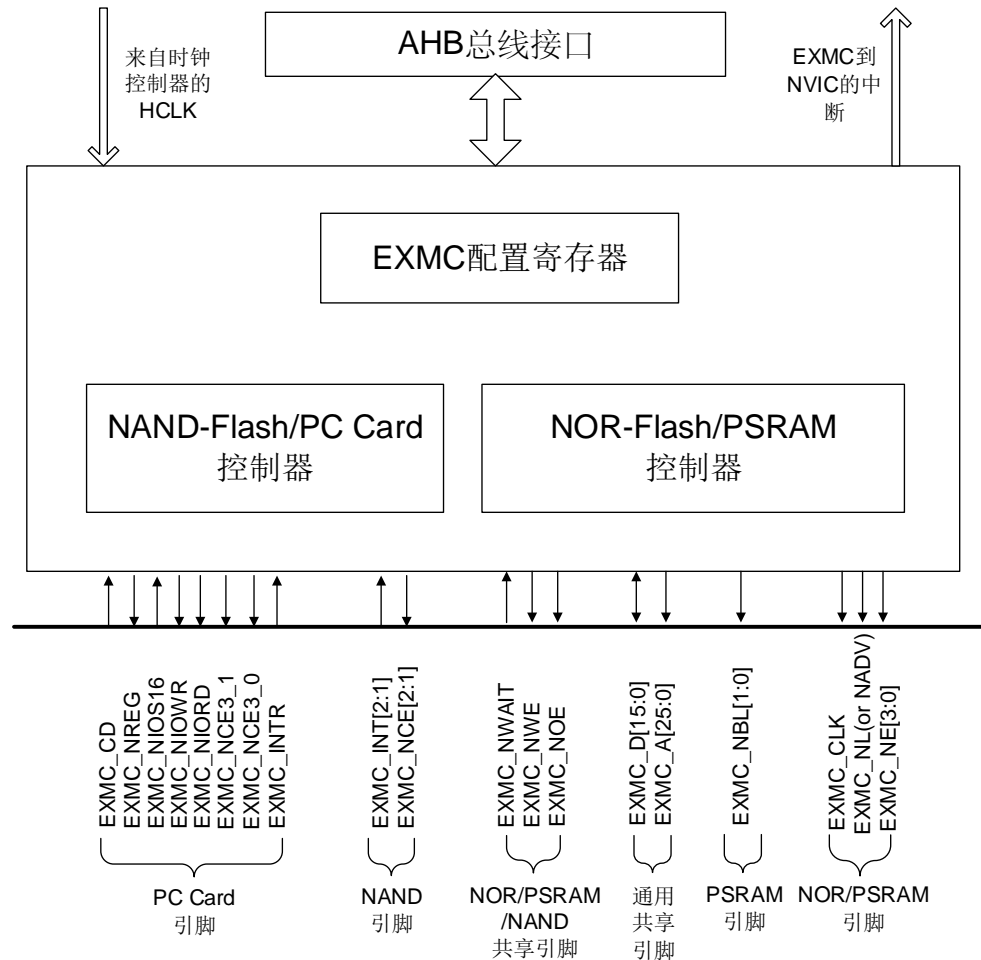 来自时钟
控制器的
HCLK
AHB总线接口
EXMC到
NVIC的中
断
EXMC配置寄存器
NAND-Flash/PC Card
控制器
NOR-Flash/PSRAM
控制器
EXMC_CD
EXMC_NREG
EXMC_NIOS16
EXMC_NIOWR
EXMC_NIORD
EXMC_NCE3_1
EXMC_NCE3_0
EXMC_INTR
EXMC_INT[2:1]
EXMC_NCE[2:1]
EXMC_NWAIT
EXMC_NWE
EXMC_NOE
EXMC_D[15:0]
EXMC_A[25:0]
EXMC_NBL[1:0]
EXMC_CLK
EXMC_NL(or NADV)
EXMC_NE[3:0]
PC Card
引脚
NAND
引脚
NOR/PSRAM
/NAND
共享引脚
通用
共享
引脚
PSRAM
引脚
NOR/PSRAM
引脚